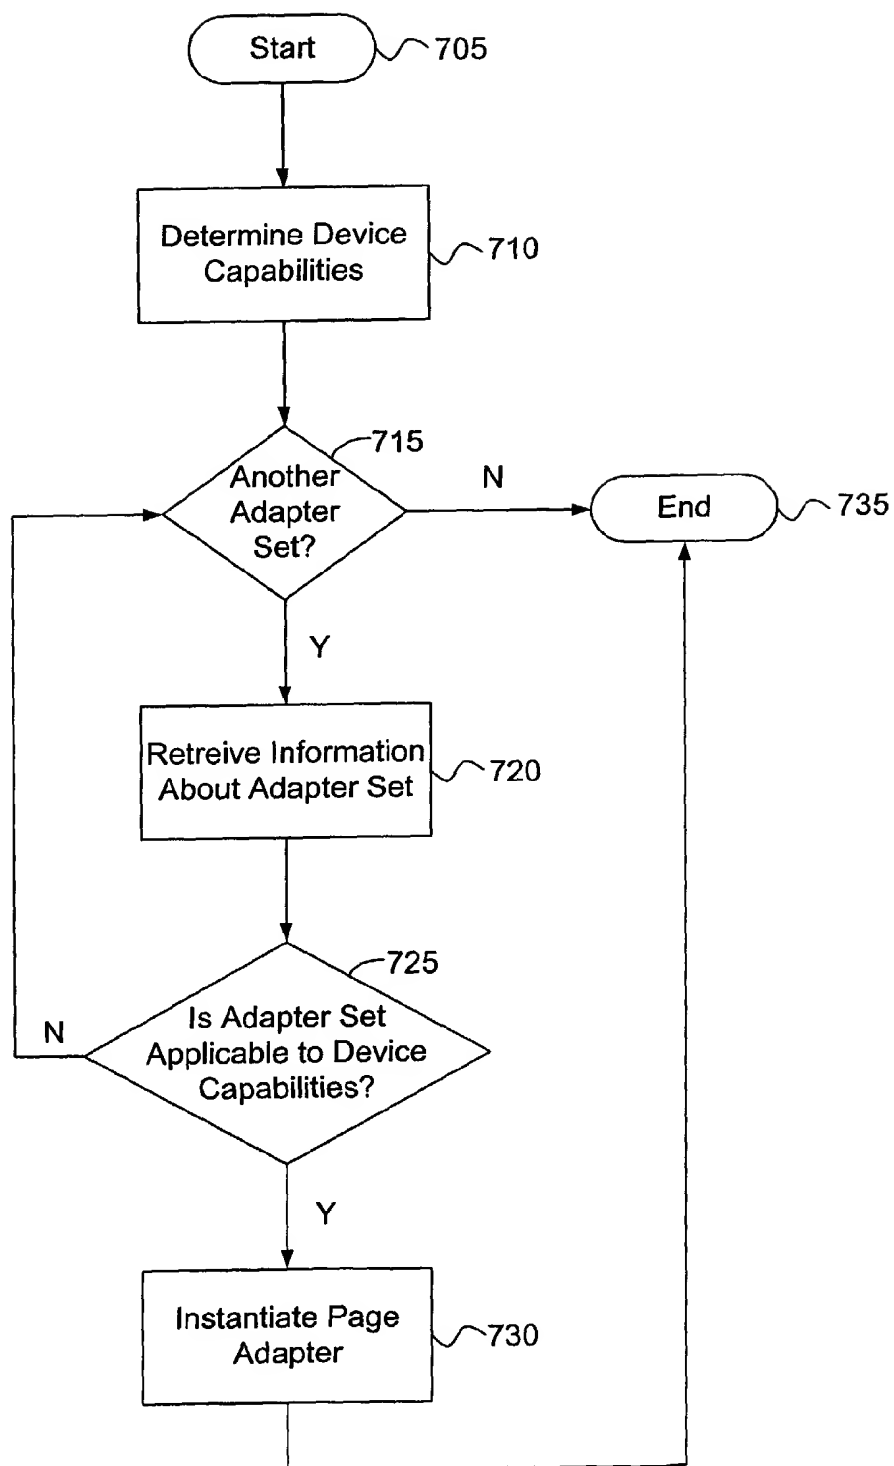 Start
705
Determine Device
Capabilities
710
715
Another
Adapter
Set?
N
End
735
Y
Retreive Information
About Adapter Set
720
725
Is Adapter Set
Applicable to Device
Capabilities?
N
Y
Instantiate Page
Adapter
730